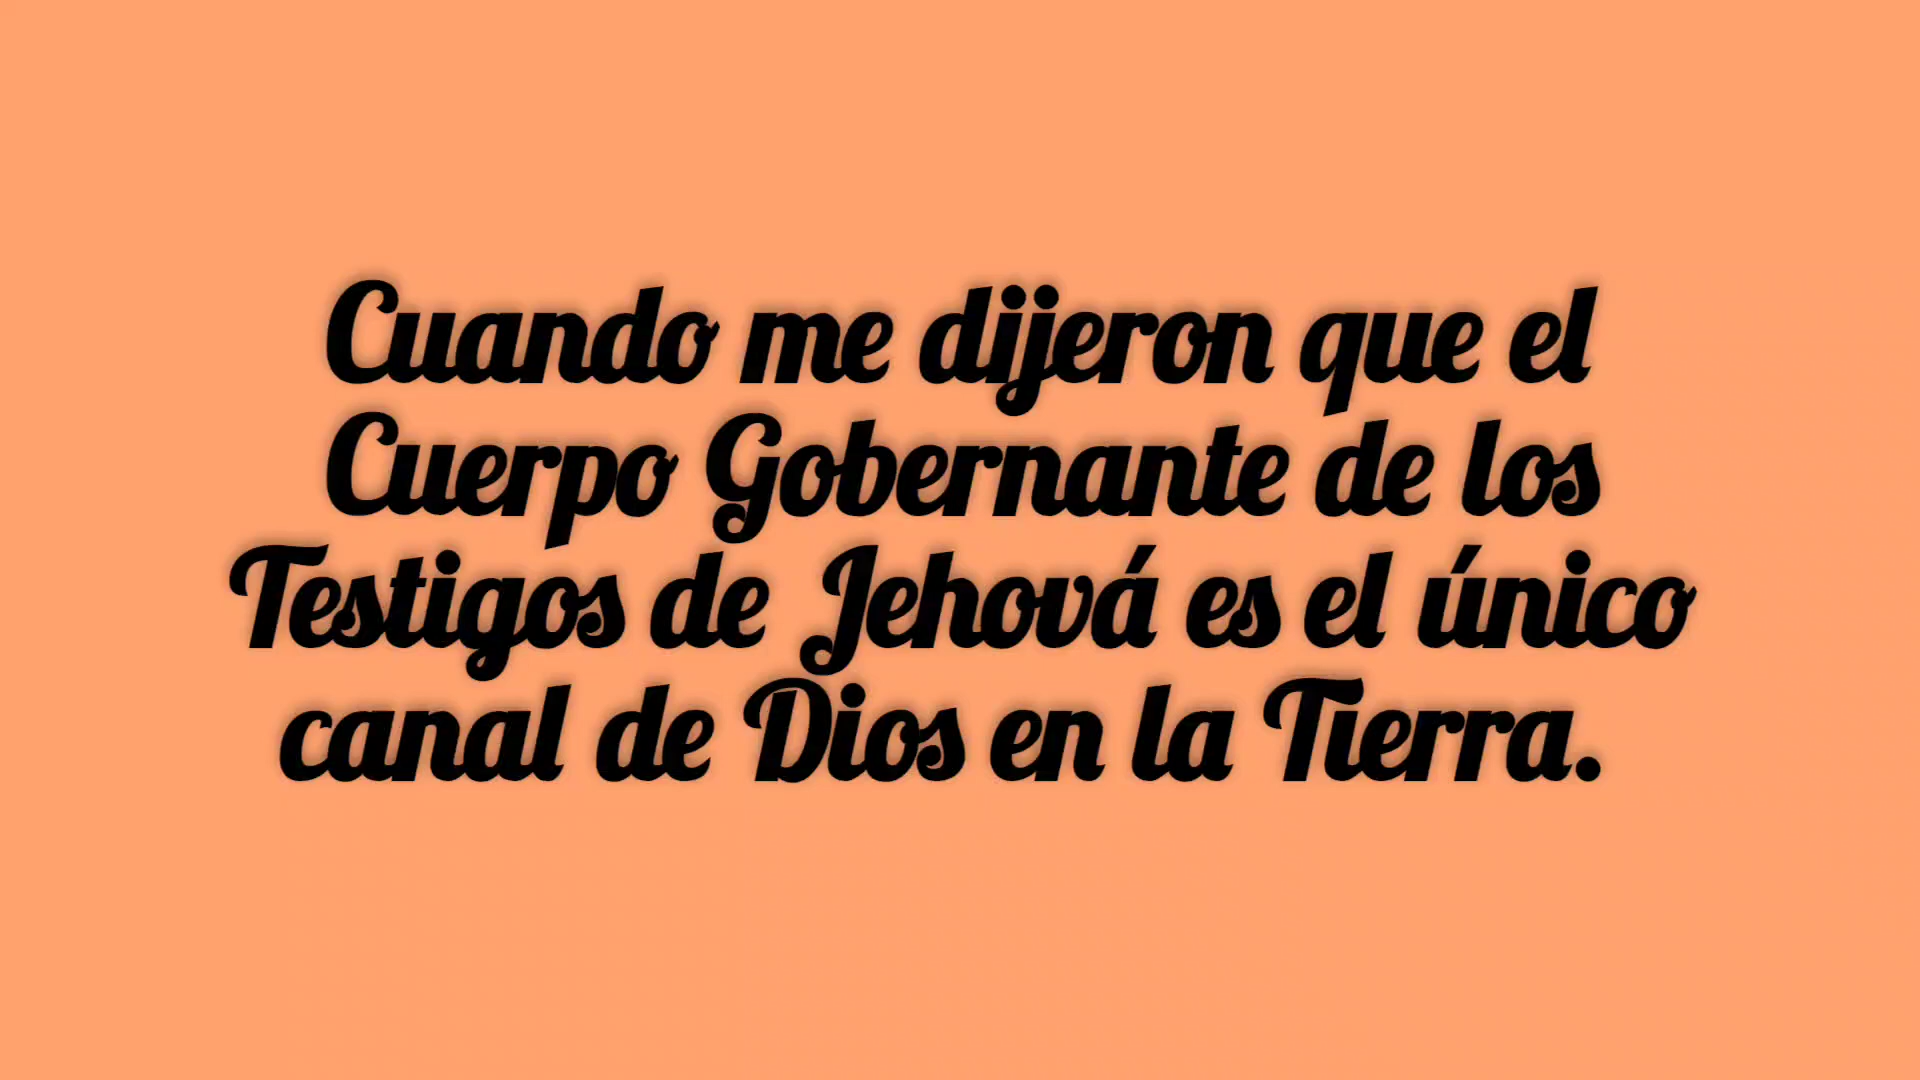 Cuando me dijeron que el
Cuerpo Gobernante de los
Testigos de Jehová es el único
canal de Dios en la Tierra.